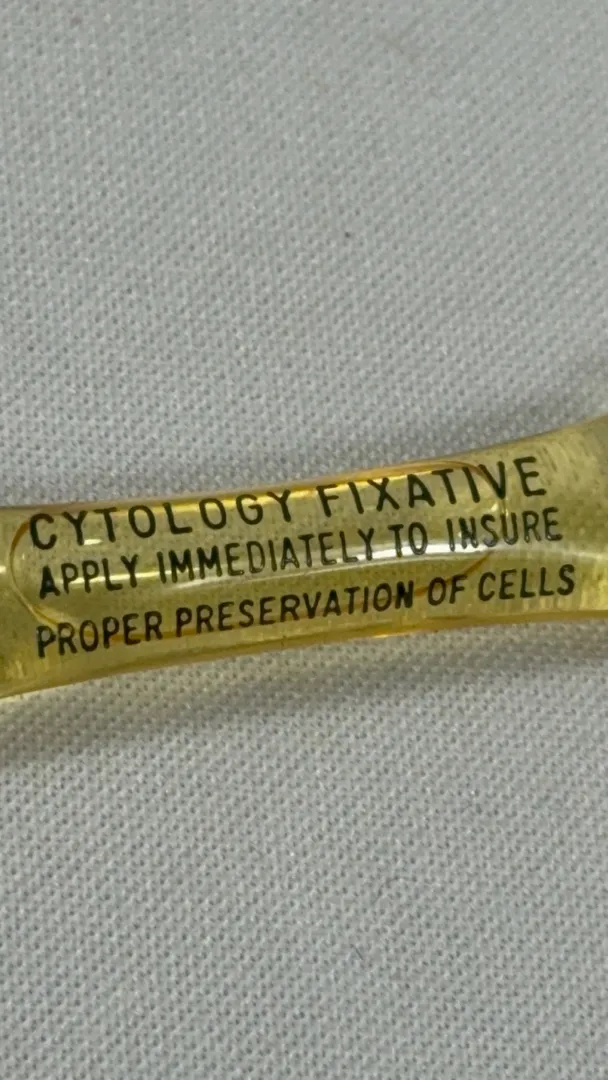 CYTOLOGY FIXATIVE
APPLY IMMEDIATELY TO INSURE
PROPER PRESERVATION OF CELLS